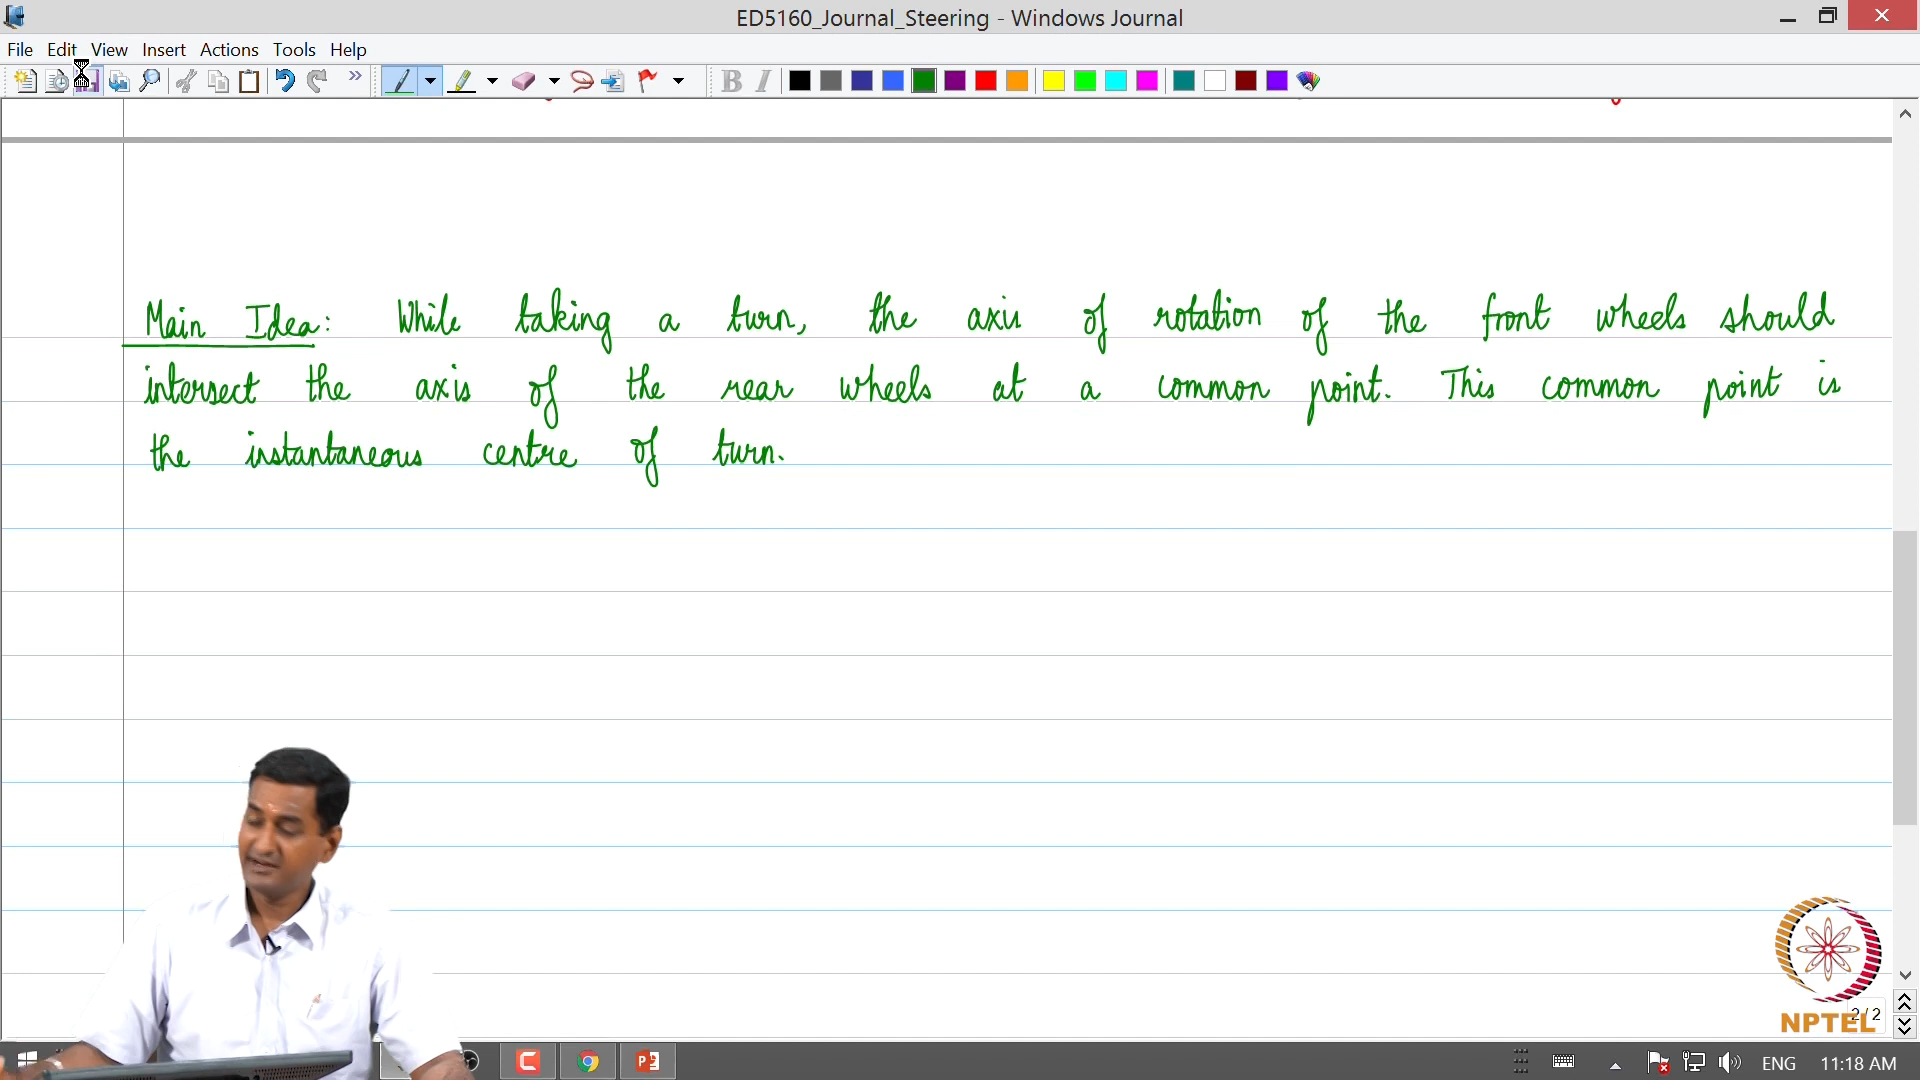 ED5160_Journal_Steering - Windows Journal
File Edit View Insert Actions Tools Help
B I
Main Idea: While taking a turn, the axis of rotation of the front wheels should
intersect the axis of the rear wheels at a common point. This common point is
the instantaneous centre of turn.
NPTEL
2/2
ENG 11:18 AM